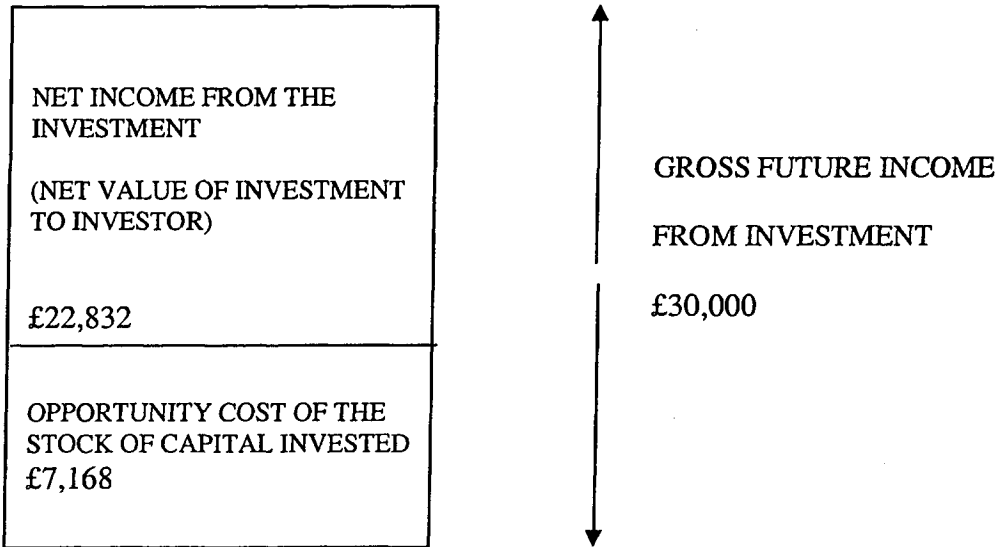 NET INCOME FROM THE
INVESTMENT
(NET VALUE OF INVESTMENT
TO INVESTOR)
£22,832
OPPORTUNITY COST OF THE
STOCK OF CAPITAL INVESTED
£7,168
GROSS FUTURE INCOME
FROM INVESTMENT
£30,000